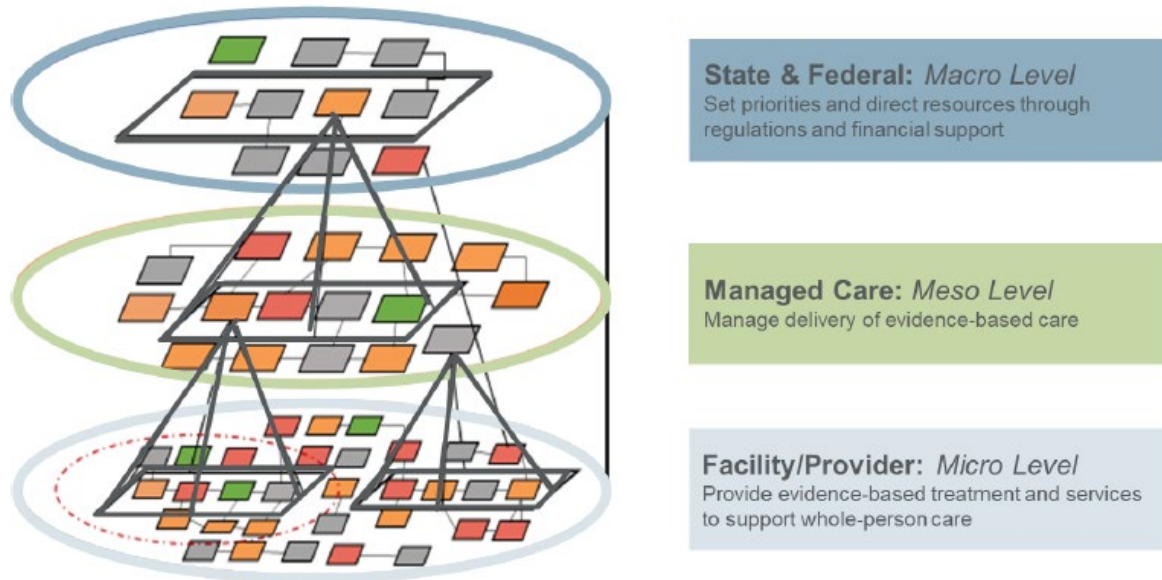 State & Federal: Macro Level
Set priorities and direct resources through
regulations and financial support
Managed Care: Meso Level
Manage delivery of evidence-based care
Facility/Provider: Micro Level
Provide evidence-based treatment and services
to support whole-person care